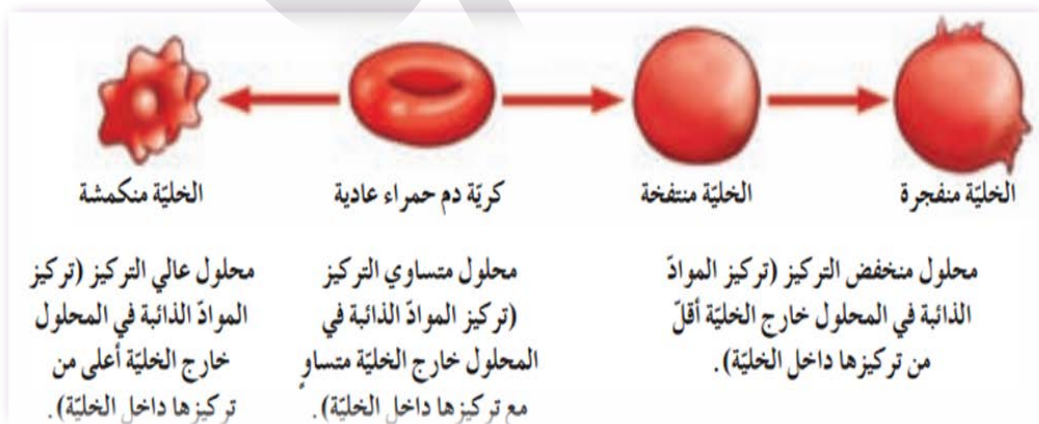 الخليّة منفجرة
الخليّة منتفخة
كريّة دم حمراء عادية
الخليّة منكمشة
محلول منخفض التركيز (تركيز الموادّ
الذائبة في المحلول خارج الخليّة أقلّ
من تركيزها داخل الخليّة).
محلول متساوي التركيز
(تركيز الموادّ الذائبة في
المحلول خارج الخليّة متساوٍ
مع تركيزها داخل الخليّة).
محلول عالي التركيز (تركيز
الموادّ الذائبة في المحلول
خارج الخليّة أعلى من
تركيزها داخل الخليّة).